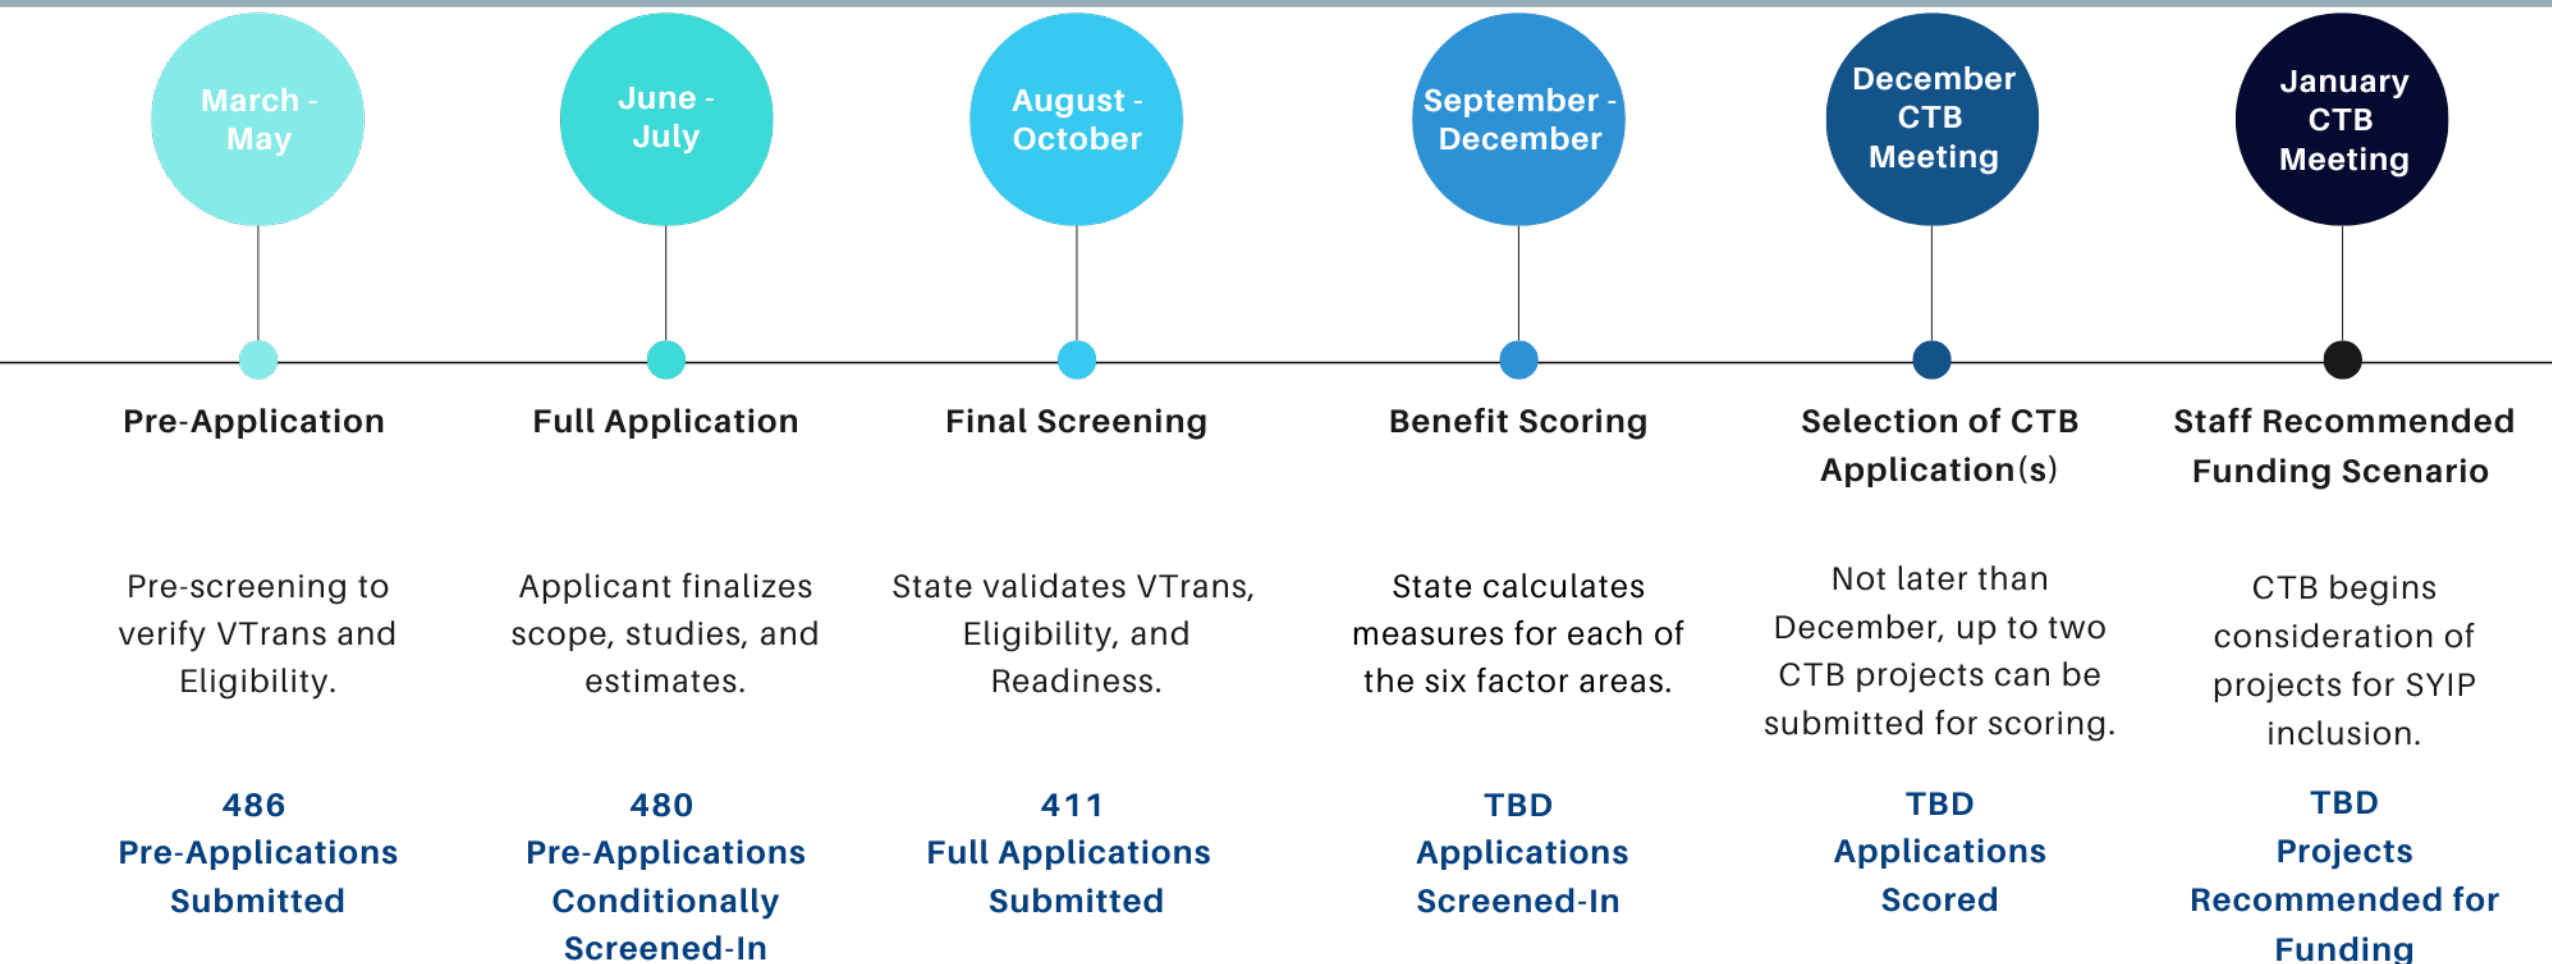 March -
May
June -
July
August -
October
September -
December
December
CTB
Meeting
January
CTB
Meeting
Pre-Application
Full Application
Final Screening
Benefit Scoring
Selection of CTB
Application(s)
Staff Recommended
Funding Scenario
Pre-screening to
verify VTrans and
Eligibility.
Applicant finalizes
scope, studies, and
estimates.
State validates VTrans,
Eligibility, and
Readiness.
State calculates
measures for each of
the six factor areas.
Not later than
December, up to two
CTB projects can be
submitted for scoring.
CTB begins
consideration of
projects for SYIP
inclusion.
486
Pre-Applications
Submitted
480
Pre-Applications
Conditionally
Screened-In
411
Full Applications
Submitted
TBD
Applications
Screened-In
TBD
Applications
Scored
TBD
Projects
Recommended for
Funding